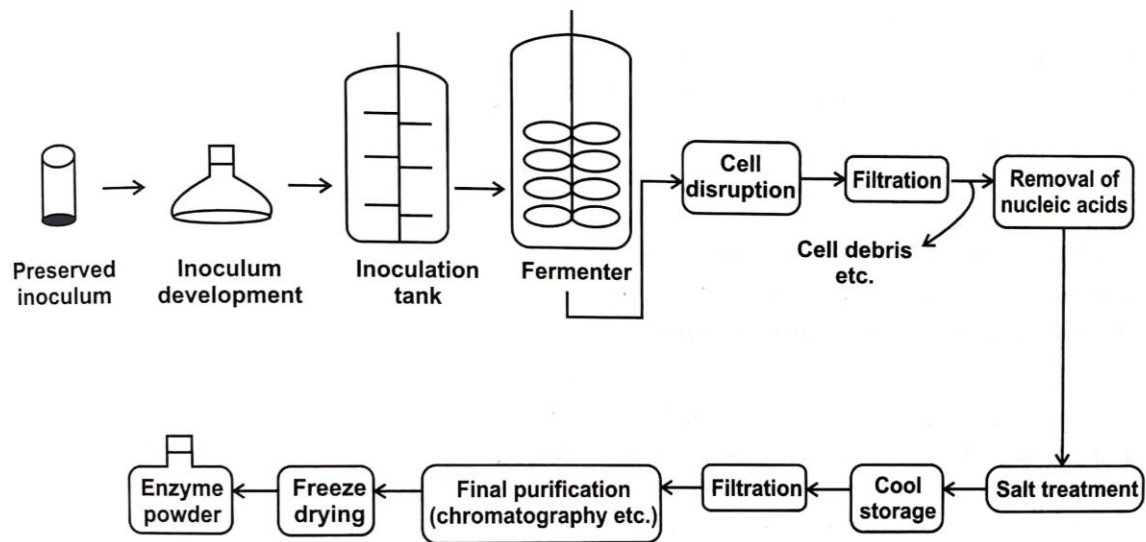 Preserved
inoculum
Inoculum
development
Inoculation
tank
Fermenter
Cell
disruption
Filtration
Cell debris
etc.
Removal of
nucleic acids
Salt treatment
Cool
storage
Filtration
Final purification
(chromatography etc.)
Freeze
drying
Enzyme
powder